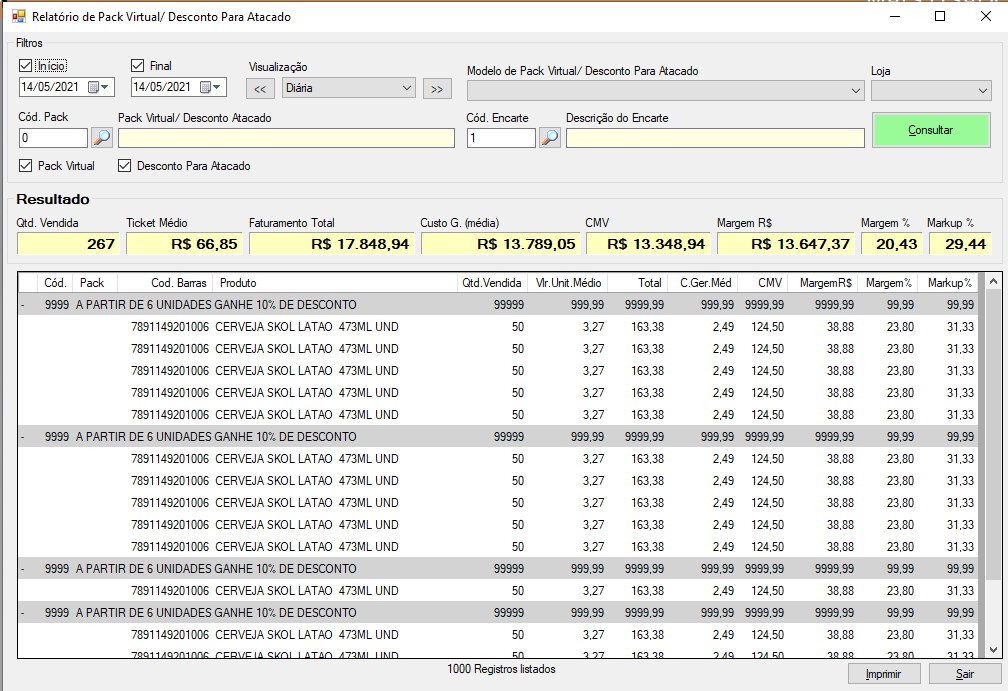 Relatório de Pack Virtual/ Desconto Para Atacado
Filtros
Início Final Visualização Modelo de Pack Virtual/ Desconto Para Atacado Loja
14/05/2021 14/05/2021 << Diária >>
Cód. Pack Pack Virtual/ Desconto Atacado Cód. Encarte Descrição do Encarte
0 1 Consultar
Pack Virtual Desconto Para Atacado
Resultado
Qtd. Vendida Ticket Médio Faturamento Total Custo G. (média) CMV Margem R$ Margem % Markup %
267 R$ 66,85 R$ 17.848,94 R$ 13.789,05 R$ 13.348,94 R$ 13.647,37 20,43 29,44
Cód. Pack Cod. Barras Produto Qtd.Vendida Vlr.Unit.Médio Total C.Ger.Méd CMV MargemR$ Margem% Markup%
- 9999 A PARTIR DE 6 UNIDADES GANHE 10% DE DESCONTO 99999 999,99 9999,99 999,99 9999,99 9999,99 99,99 99,99
7891149201006 CERVEJA SKOL LATAO 473ML UND 50 3,27 163,38 2,49 124,50 38,88 23,80 31,33
7891149201006 CERVEJA SKOL LATAO 473ML UND 50 3,27 163,38 2,49 124,50 38,88 23,80 31,33
7891149201006 CERVEJA SKOL LATAO 473ML UND 50 3,27 163,38 2,49 124,50 38,88 23,80 31,33
7891149201006 CERVEJA SKOL LATAO 473ML UND 50 3,27 163,38 2,49 124,50 38,88 23,80 31,33
7891149201006 CERVEJA SKOL LATAO 473ML UND 50 3,27 163,38 2,49 124,50 38,88 23,80 31,33
- 9999 A PARTIR DE 6 UNIDADES GANHE 10% DE DESCONTO 99999 999,99 9999,99 999,99 9999,99 9999,99 99,99 99,99
7891149201006 CERVEJA SKOL LATAO 473ML UND 50 3,27 163,38 2,49 124,50 38,88 23,80 31,33
7891149201006 CERVEJA SKOL LATAO 473ML UND 50 3,27 163,38 2,49 124,50 38,88 23,80 31,33
7891149201006 CERVEJA SKOL LATAO 473ML UND 50 3,27 163,38 2,49 124,50 38,88 23,80 31,33
7891149201006 CERVEJA SKOL LATAO 473ML UND 50 3,27 163,38 2,49 124,50 38,88 23,80 31,33
7891149201006 CERVEJA SKOL LATAO 473ML UND 50 3,27 163,38 2,49 124,50 38,88 23,80 31,33
- 9999 A PARTIR DE 6 UNIDADES GANHE 10% DE DESCONTO 99999 999,99 9999,99 999,99 9999,99 9999,99 99,99 99,99
7891149201006 CERVEJA SKOL LATAO 473ML UND 50 3,27 163,38 2,49 124,50 38,88 23,80 31,33
- 9999 A PARTIR DE 6 UNIDADES GANHE 10% DE DESCONTO 99999 999,99 9999,99 999,99 9999,99 9999,99 99,99 99,99
7891149201006 CERVEJA SKOL LATAO 473ML UND 50 3,27 163,38 2,49 124,50 38,88 23,80 31,33
7891149201006 CERVEJA SKOL LATAO 473ML UND 50 3,27 163,38 2,49 124,50 38,88 23,80 31,33
1000 Registros listados
Imprimir Sair